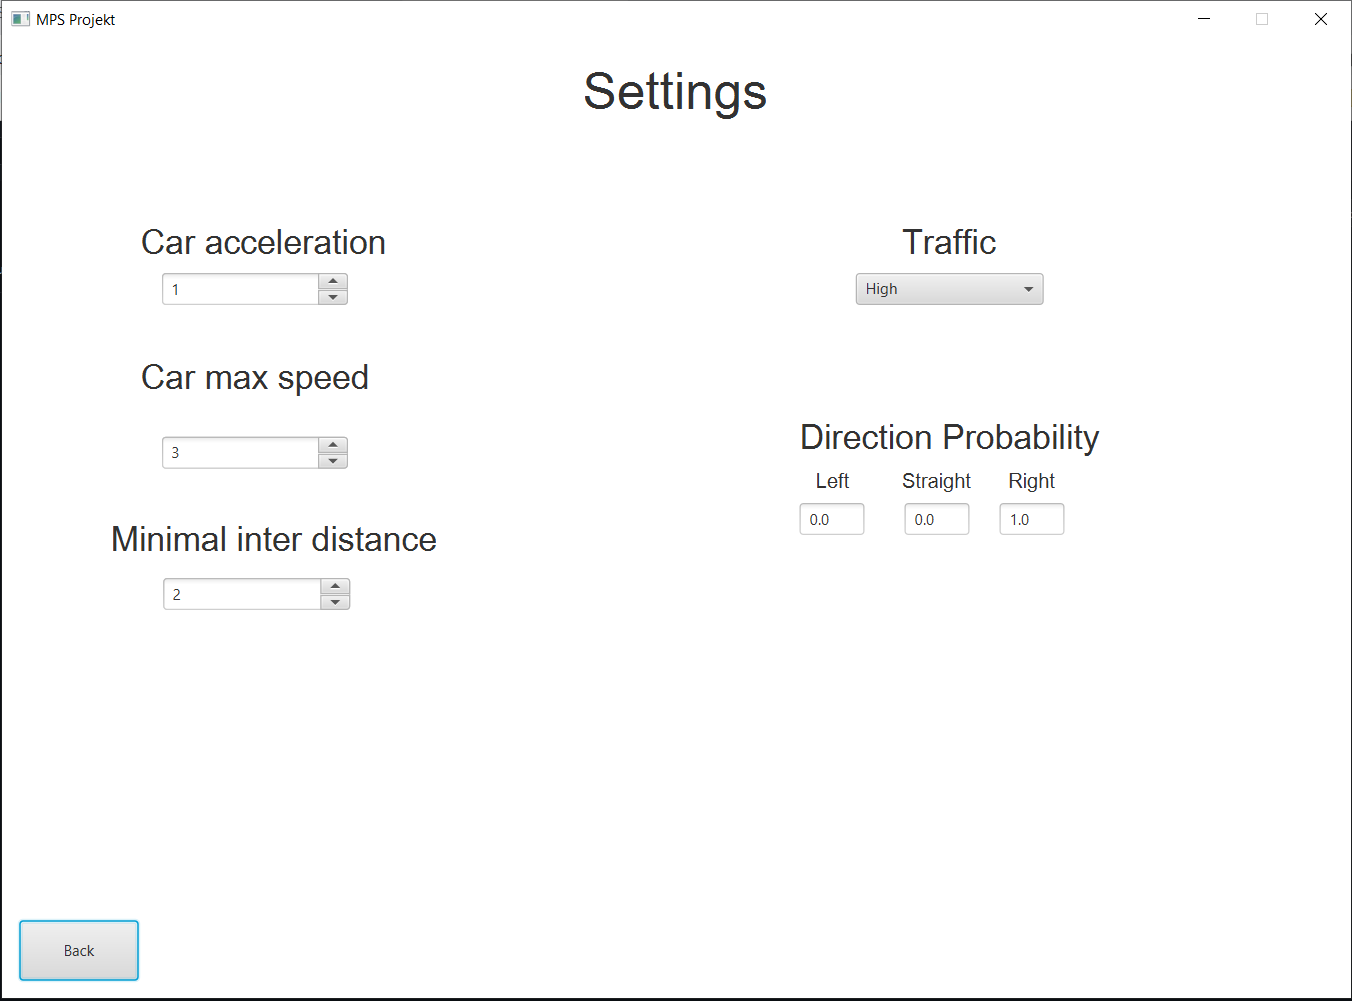 MPS Projekt
Settings
Car acceleration
1
Car max speed
3
Minimal inter distance
2
Traffic
High
Direction Probability
Left Straight Right
0.0 0.0 1.0
Back